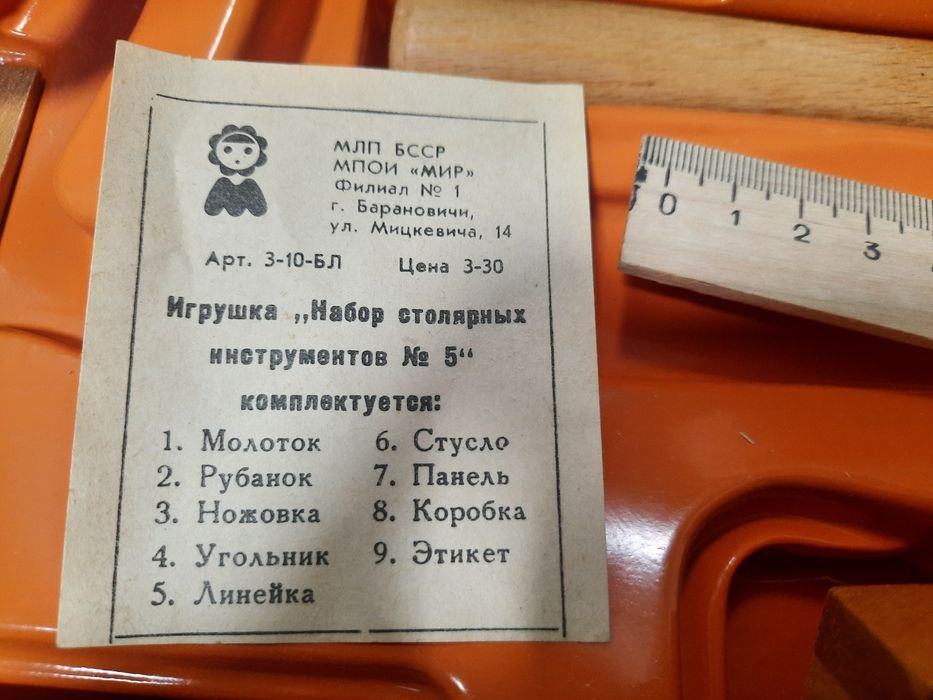 МЛП БССР
МПОИ «МИР»
Филиал № 1
г. Барановичи,
ул. Мицкевича, 14
Арт. 3-10-БЛ Цена 3-30
Игрушка „Набор столярных
инструментов № 5“
комплектуется:
1. Молоток
2. Рубанок
3. Ножовка
4. Угольник
5. Линейка
6. Стусло
7. Панель
8. Коробка
9. Этикет
0 1 2 3